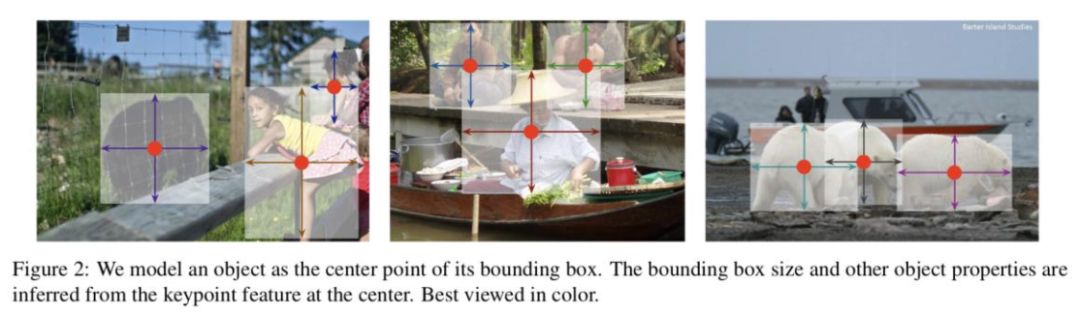 Barter Island Studies
Figure 2: We model an object as the center point of its bounding box. The bounding box size and other object properties are
inferred from the keypoint feature at the center. Best viewed in color.